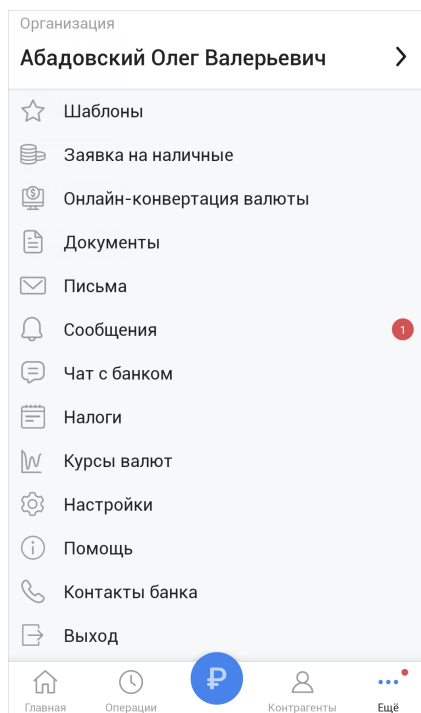 Организация
Абадовский Олег Валерьевич
Шаблоны
Заявка на наличные
Онлайн-конвертация валюты
Документы
Письма
Сообщения 1
Чат с банком
Налоги
Курсы валют
Настройки
Помощь
Контакты банка
Выход
₽
Главная Операции Контрагенты Ещё